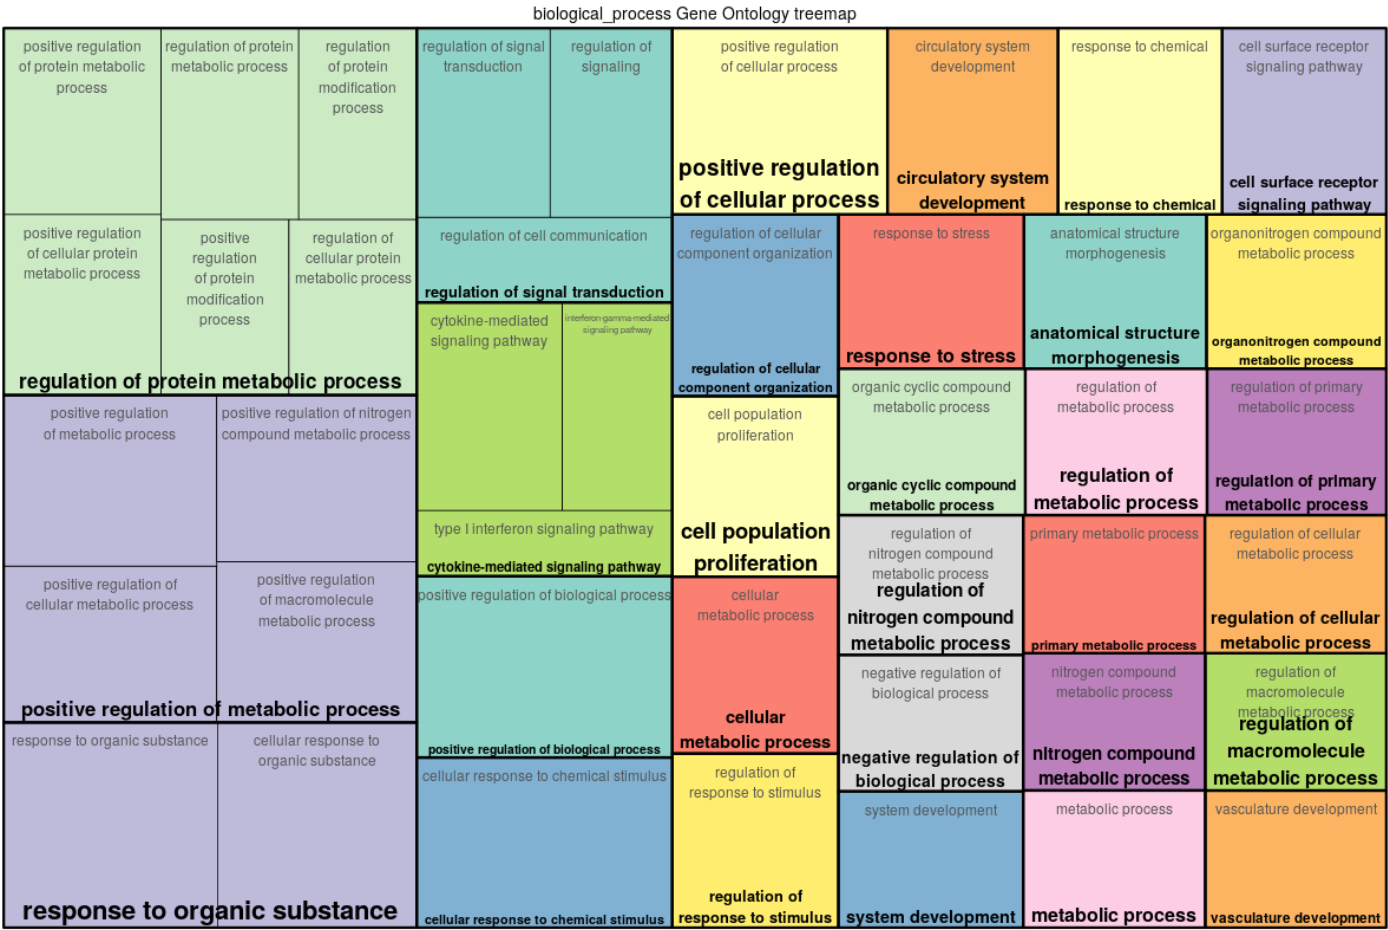 biological_process Gene Ontology treemap
positive regulation
of protein metabolic
process
regulation of protein
metabolic process
regulation
of protein
modification
process
positive regulation
of cellular protein
metabolic process
positive
regulation
of protein
modification
process
regulation of
cellular protein
metabolic process
regulation of protein metabolic process
positive regulation
of metabolic process
positive regulation of nitrogen
compound metabolic process
positive regulation of
cellular metabolic process
positive regulation
of macromolecule
metabolic process
positive regulation of metabolic process
response to organic substance
cellular response to
organic substance
response to organic substance
regulation of signal
transduction
regulation of
signaling
regulation of cell communication
regulation of signal transduction
cytokine-mediated
signaling pathway
interferon-gamma-mediated
signaling pathway
type I interferon signaling pathway
cytokine-mediated signaling pathway
positive regulation of biological process
positive regulation of biological process
cellular response to chemical stimulus
cellular response to chemical stimulus
positive regulation
of cellular process
positive regulation
of cellular process
circulatory system
development
circulatory system
development
response to chemical
response to chemical
cell surface receptor
signaling pathway
cell surface receptor
signaling pathway
regulation of cellular
component organization
regulation of cellular
component organization
cell population
proliferation
cell population
proliferation
cellular
metabolic process
cellular
metabolic process
regulation of
response to stimulus
regulation of
response to stimulus
response to stress
response to stress
anatomical structure
morphogenesis
anatomical structure
morphogenesis
organonitrogen compound
metabolic process
organonitrogen compound
metabolic process
organic cyclic compound
metabolic process
organic cyclic compound
metabolic process
regulation of
metabolic process
regulation of
metabolic process
regulation of primary
metabolic process
regulation of primary
metabolic process
regulation of
nitrogen compound
metabolic process
regulation of
nitrogen compound
metabolic process
primary metabolic process
primary metabolic process
regulation of cellular
metabolic process
regulation of cellular
metabolic process
negative regulation of
biological process
negative regulation of
biological process
nitrogen compound
metabolic process
nitrogen compound
metabolic process
regulation of
macromolecule
metabolic process
regulation of
macromolecule
metabolic process
system development
system development
metabolic process
metabolic process
vasculature development
vasculature development